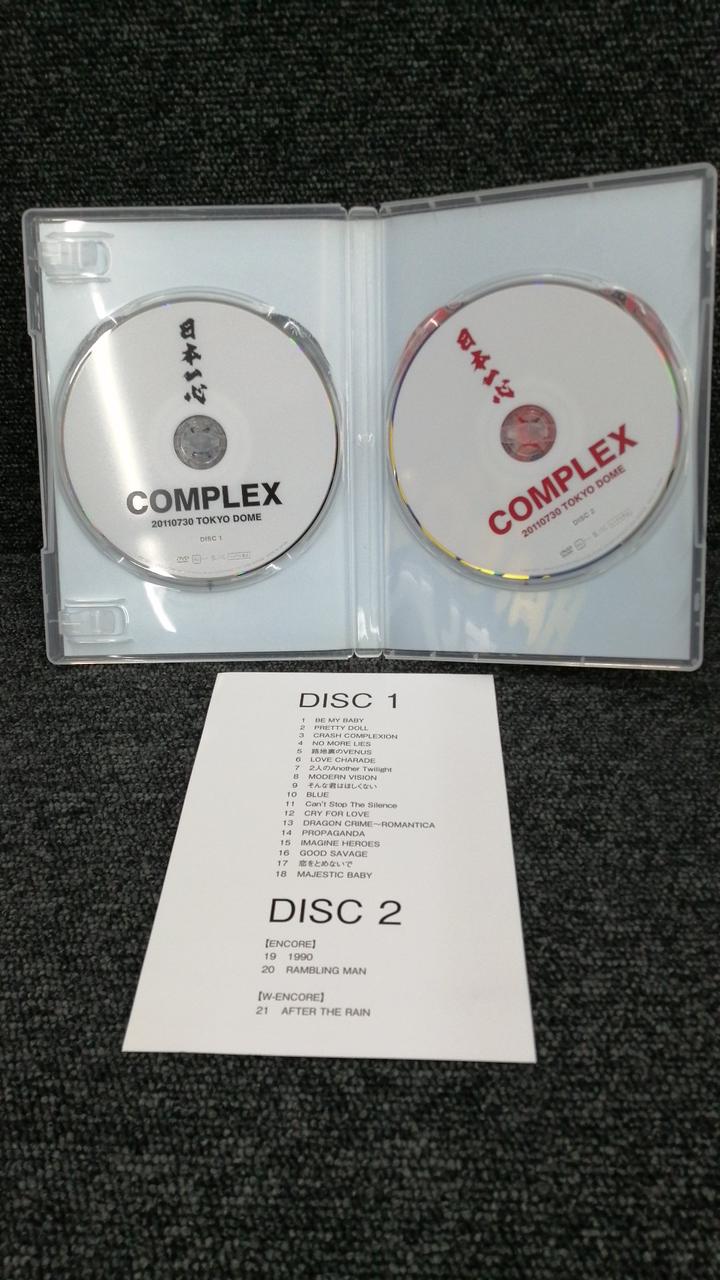 日本一心
COMPLEX
20110730 TOKYO DOME
DISC 1
DVD
日本一心
COMPLEX
20110730 TOKYO DOME
DISC 2
DVD
DISC 1
1 BE MY BABY
2 PRETTY DOLL
3 CRASH COMPLEXION
4 NO MORE LIES
5 路地裏のVENUS
6 LOVE CHARADE
7 2人のAnother Twilight
8 MODERN VISION
9 そんな君はほしくない
10 BLUE
11 Can't Stop The Silence
12 CRY FOR LOVE
13 DRAGON CRIME～ROMANTICA
14 PROPAGANDA
15 IMAGINE HEROES
16 GOOD SAVAGE
17 恋をとめないで
18 MAJESTIC BABY
DISC 2
【ENCORE】
19 1990
20 RAMBLING MAN
【W-ENCORE】
21 AFTER THE RAIN